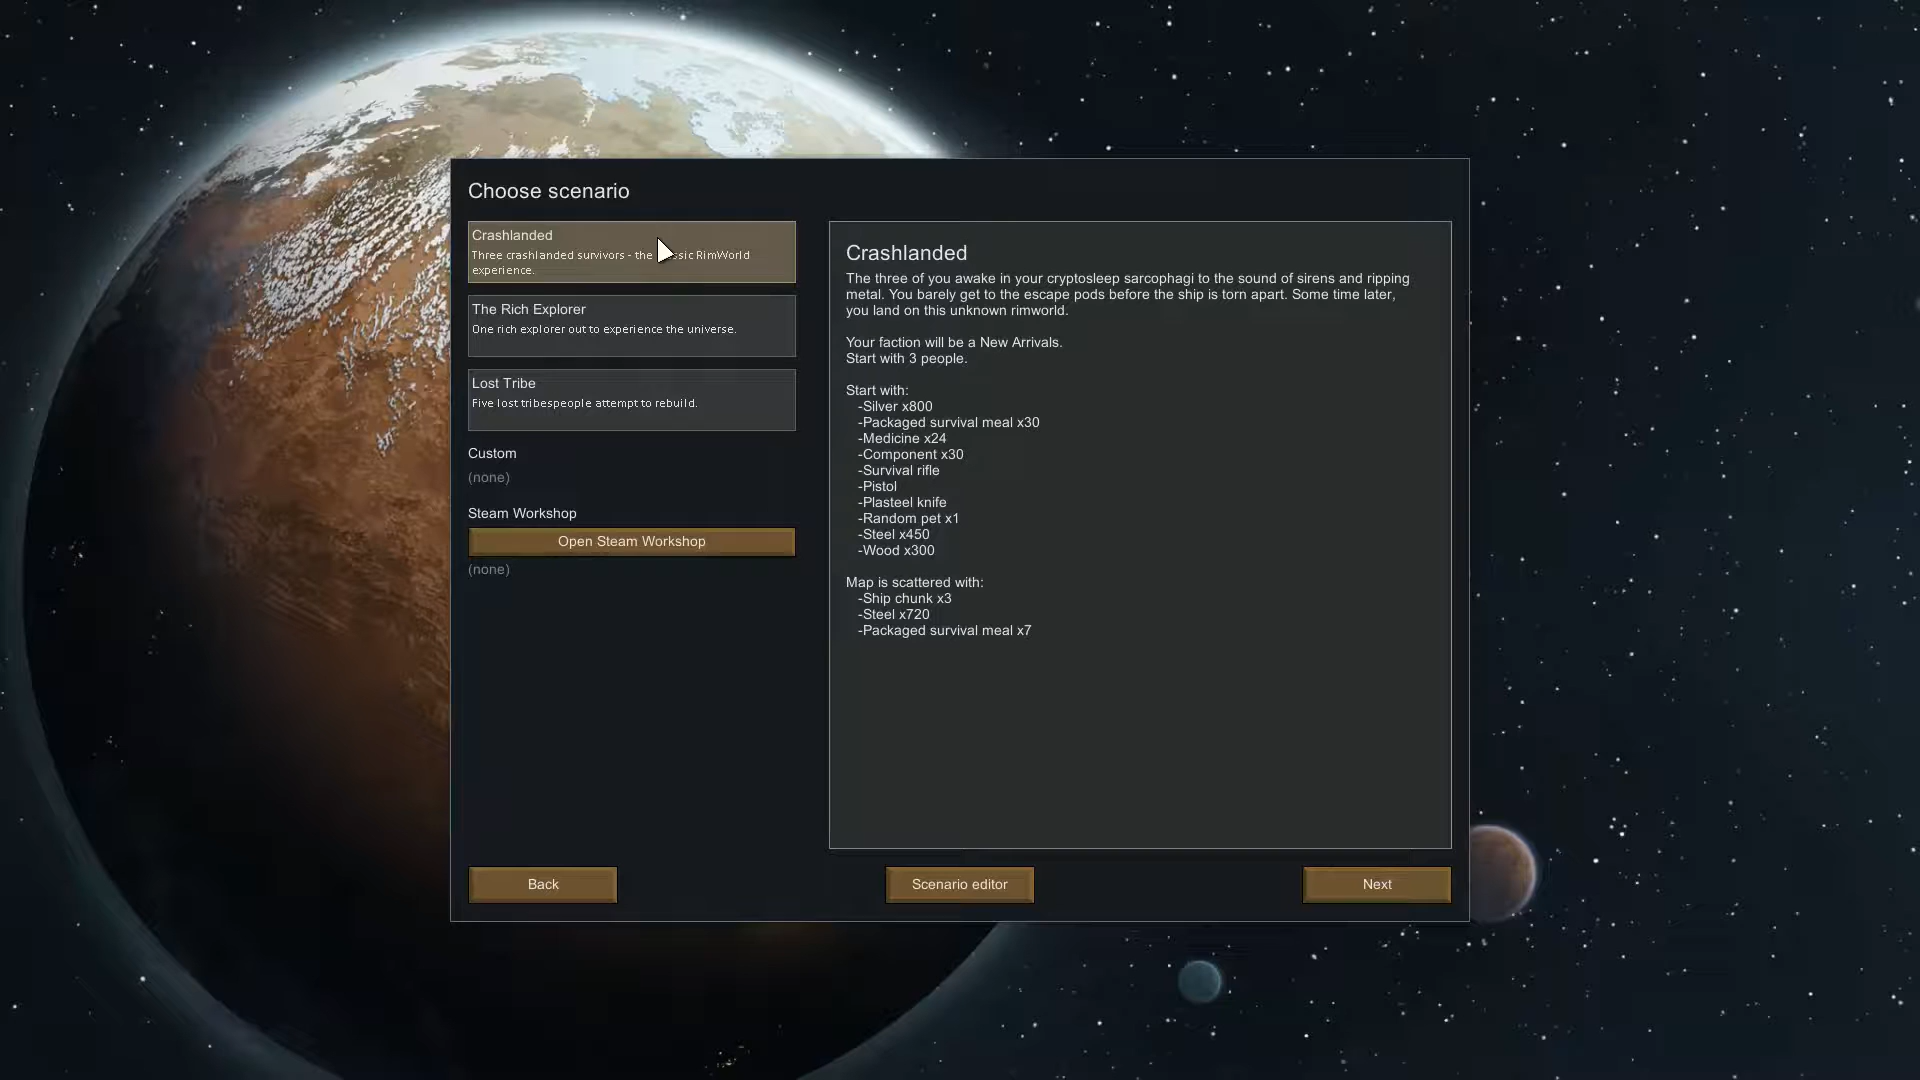 Choose scenario
Crashlanded
Three crashlanded survivors - the sic RimWorld
experience.
The Rich Explorer
One rich explorer out to experience the universe.
Lost Tribe
Five lost tribespeople attempt to rebuild.
Custom
(none)
Steam Workshop
Open Steam Workshop
(none)
Crashlanded
The three of you awake in your cryptosleep sarcophagi to the sound of sirens and ripping
metal. You barely get to the escape pods before the ship is torn apart. Some time later,
you land on this unknown rimworld.
Your faction will be a New Arrivals.
Start with 3 people.
Start with:
-Silver x800
-Packaged survival meal x30
-Medicine x24
-Component x30
-Survival rifle
-Pistol
-Plasteel knife
-Random pet x1
-Steel x450
-Wood x300
Map is scattered with:
-Ship chunk x3
-Steel x720
-Packaged survival meal x7
Back
Scenario editor
Next